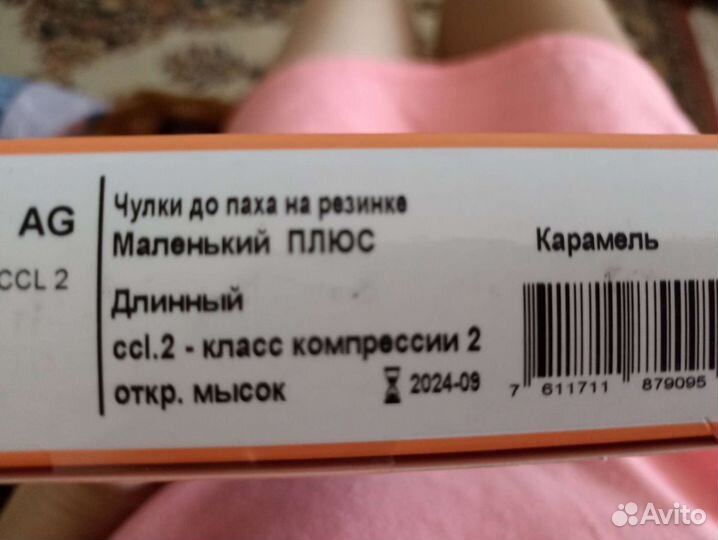 AG
CCL 2
Чулки до паха на резинке
Маленький ПЛЮС
Длинный
ccl.2 - класс компрессии 2
откр. мысок
2024-09
Карамель
7 611711 879095
Avito